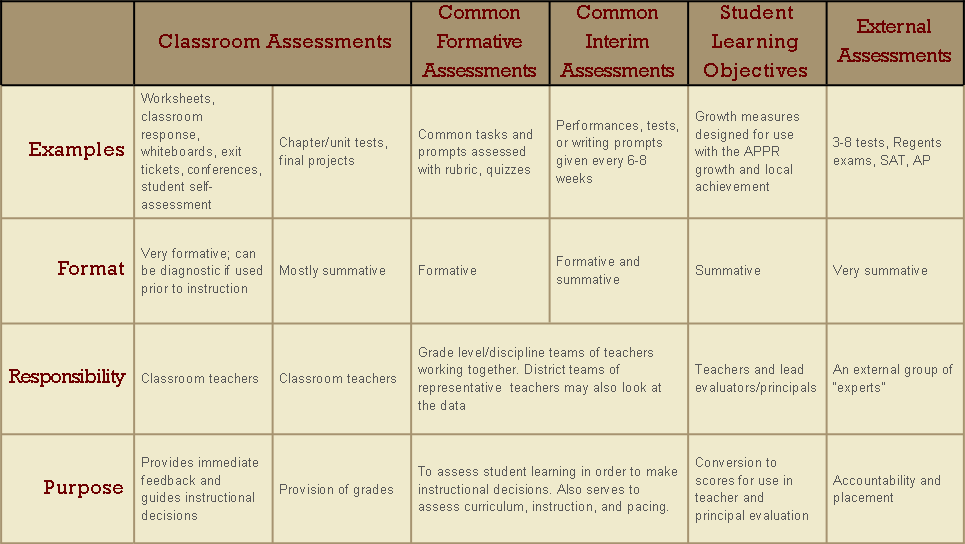 Classroom Assessments
Common
Formative
Assessments
Common
Interim
Assessments
Student
Learning
Objectives
External
Assessments
Examples
Worksheets,
classroom
response,
whiteboards, exit
tickets, conferences,
student self-
assessment
Chapter/unit tests,
final projects
Common tasks and
prompts assessed
with rubric, quizzes
Performances, tests,
or writing prompts
given every 6-8
weeks
Growth measures
designed for use
with the APPR
growth and local
achievement
3-8 tests, Regents
exams, SAT, AP
Format
Very formative; can
be diagnostic if used
prior to instruction
Mostly summative
Formative
Formative and
summative
Summative
Very summative
Responsibility
Classroom teachers
Classroom teachers
Grade level/discipline teams of teachers
working together. District teams of
representative teachers may also look at
the data
Teachers and lead
evaluators/principals
An external group of
"experts"
Purpose
Provides immediate
feedback and
guides instructional
decisions
Provision of grades
To assess student learning in order to make
instructional decisions. Also serves to
assess curriculum, instruction, and pacing.
Conversion to
scores for use in
teacher and
principal evaluation
Accountability and
placement